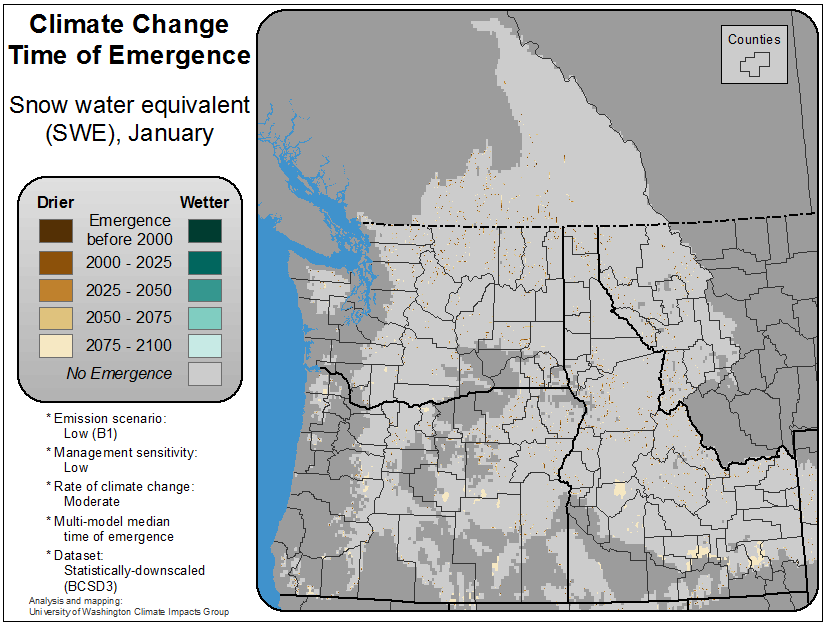 Climate Change
Time of Emergence
Snow water equivalent
(SWE), January
Drier
Wetter
Emergence
before 2000
2000 - 2025
2025 - 2050
2050 - 2075
2075 - 2100
No Emergence
* Emission scenario:
Low (B1)
* Management sensitivity:
Low
* Rate of climate change:
Moderate
* Multi-model median
time of emergence
* Dataset:
Statistically-downscaled
(BCSD3)
Analysis and mapping:
University of Washington Climate Impacts Group
Counties